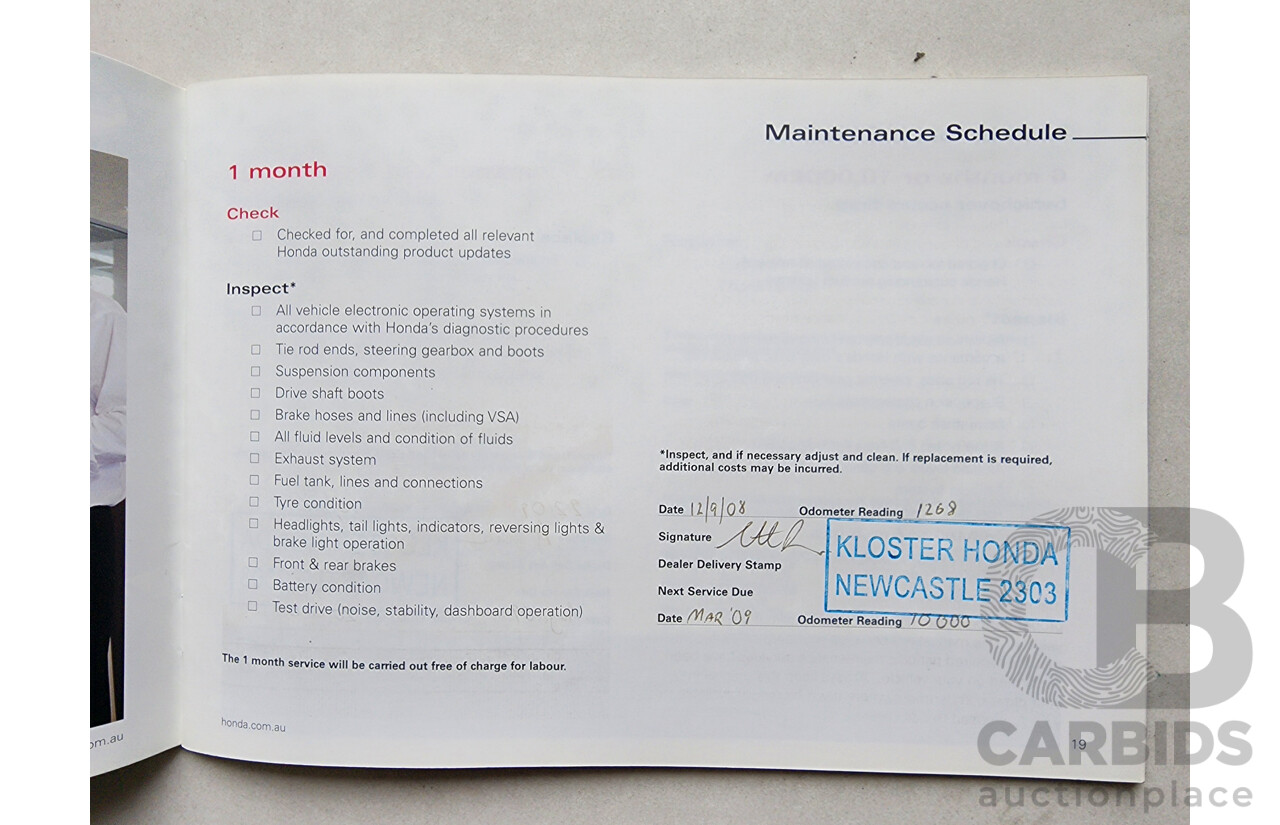 Maintenance Schedule
1 month
Check
Checked for, and completed all relevant
Honda outstanding product updates
Inspect*
All vehicle electronic operating systems in
accordance with Honda's diagnostic procedures
Tie rod ends, steering gearbox and boots
Suspension components
Drive shaft boots
Brake hoses and lines (including VSA)
All fluid levels and condition of fluids
Exhaust system
Fuel tank, lines and connections
Tyre condition
Headlights, tail lights, indicators, reversing lights &
brake light operation
Front & rear brakes
Battery condition
Test drive (noise, stability, dashboard operation)
The 1 month service will be carried out free of charge for labour.
honda.com.au
*Inspect, and if necessary adjust and clean. If replacement is required,
additional costs may be incurred.
Date 12/9/08 Odometer Reading 1268
Signature
Dealer Delivery Stamp
KLOSTER HONDA
NEWCASTLE 2303
Next Service Due
Date MAR '09 Odometer Reading 10 000
19
om.au
CARBIDS
auctionplace